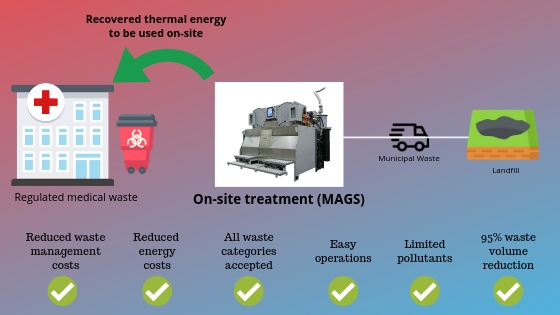 Recovered thermal energy
to be used on-site
Municipal Waste
Landfill
Regulated medical waste
On-site treatment (MAGS)
Reduced waste
management
costs
Reduced
energy
costs
All waste
categories
accepted
Easy
operations
Limited
pollutants
95% waste
volume
reduction